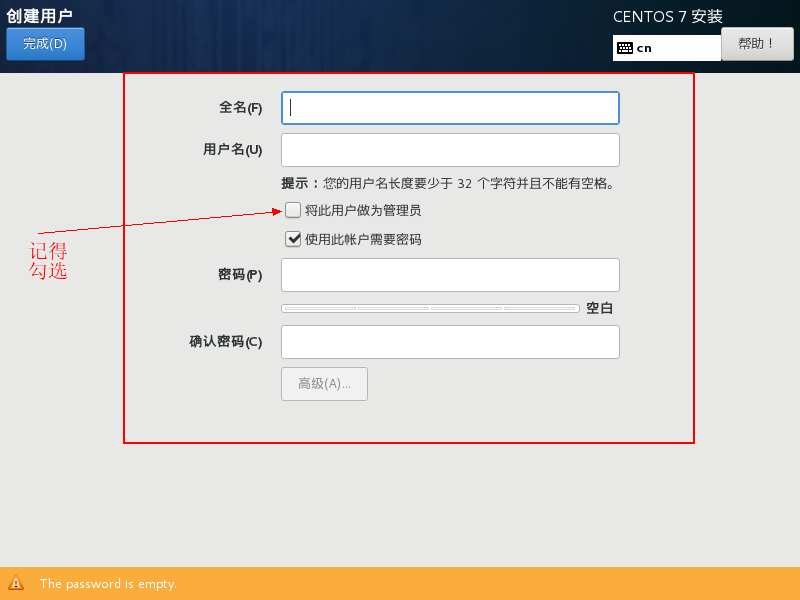 创建用户
CENTOS 7 安装
完成(D)
cn
帮助！
全名(F)
用户名(U)
提示：您的用户名长度要少于 32 个字符并且不能有空格。
将此用户做为管理员
使用此帐户需要密码
记得
勾选
密码(P)
空白
确认密码(C)
高级(A)...
The password is empty.